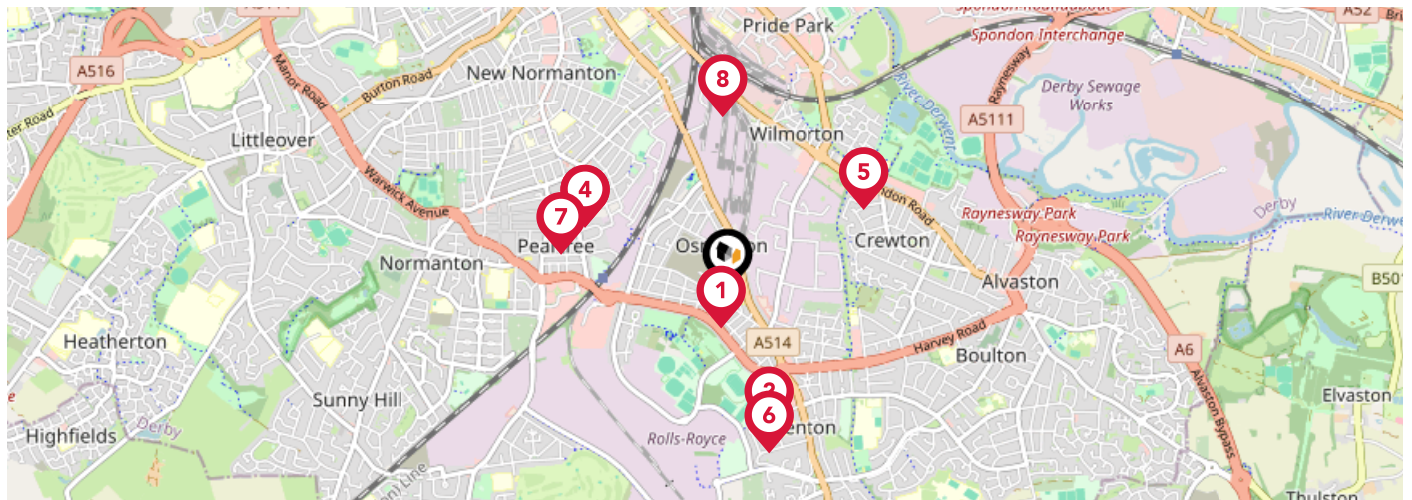 Spondon Interchange
A52
Pride Park
A516
New Normanton
Burton Road
Manor Road
8
Raynesway
Derby Sewage
Works
River Derwent
A5111
Wilmorton
Littleover
Warwick Avenue
5
4
7
Raynesway Park
Raynesway Park
Derby
Crewton
Normanton
1
Alvaston
Heatherton
A514
Harvey Road
Boulton
A6
Alvaston Bypass
2
6
Sunny Hill
Elvaston
Derby
Highfields
Rolls-Royce
Thulston